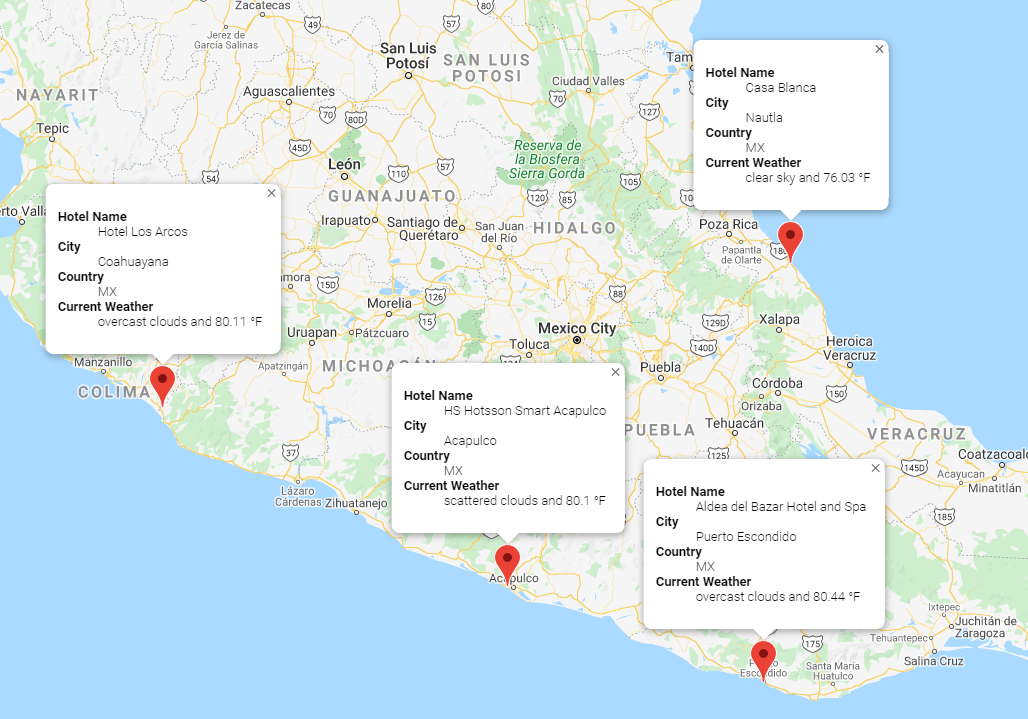 Zacatecas
49
57
80
Jerez de
García Salinas
San Luis
Potosí
SAN LUIS
POTOSI
Tam
Ciudad Valles
NAYARIT
Aguascalientes
70
80D
70
127
Tepic
45D
Reserva de
la Biosfera
Sierra Gorda
León
110
57
54
105
GUANAJUATO
120
85
Irapuato
Santiago de
Querétaro
San Juan
del Río
HIDALGO
Poza Rica
Papantla
de Olarte
180
erto Valla
Hotel Name
Casa Blanca
City
Nautla
Country
MX
Current Weather
clear sky and 76.03 °F
Hotel Name
Hotel Los Arcos
City
Coahuayana
Country
MX
Current Weather
overcast clouds and 80.11 °F
amora
15D
Morelia
126
88
15
Uruapan
Pátzcuaro
Mexico City
Toluca
129D
Xalapa
140D
Heroica
Veracruz
Manzanillo
COLIMA
Apatzingán
MICHOACÁN
134
Puebla
Córdoba
150
Orizaba
PUEBLA
Tehuacán
VERACRUZ
Hotel Name
HS Hotsson Smart Acapulco
City
Acapulco
Country
MX
Current Weather
scattered clouds and 80.1 °F
37
125
145D
Coatzacoal
Acayucan
Minatitlán
Lázaro
Cárdenas
Zihuatanejo
185
Hotel Name
Aldea del Bazar Hotel and Spa
City
Puerto Escondido
Country
MX
Current Weather
overcast clouds and 80.44 °F
Acapulco
Ixtepec
Juchitán de
Zaragoza
Tehuantepec
175
Salina Cruz
Puerto
Escondido
Santa María
Huatulco